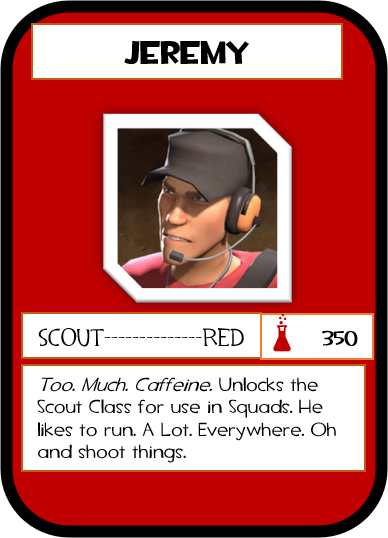 JEREMY
SCOUT--------------RED 350
Too. Much. Caffeine. Unlocks the
Scout Class for use in Squads. He
likes to run. A Lot. Everywhere. Oh
and shoot things.